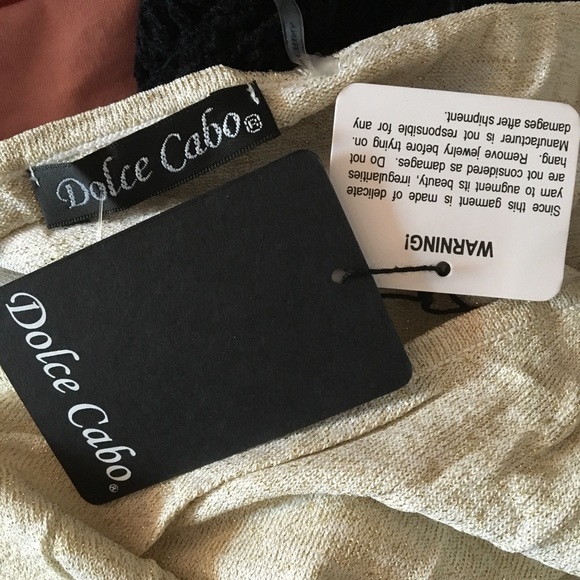 Dolce Cabo®
Dolce Cabo®
WARNING!
Since this garment is made of delicate
yarn to augment its beauty, irregularities
are not considered as damages. Do not
hang. Remove jewelry before trying on.
Manufacturer is not responsible for any
damages after shipment.